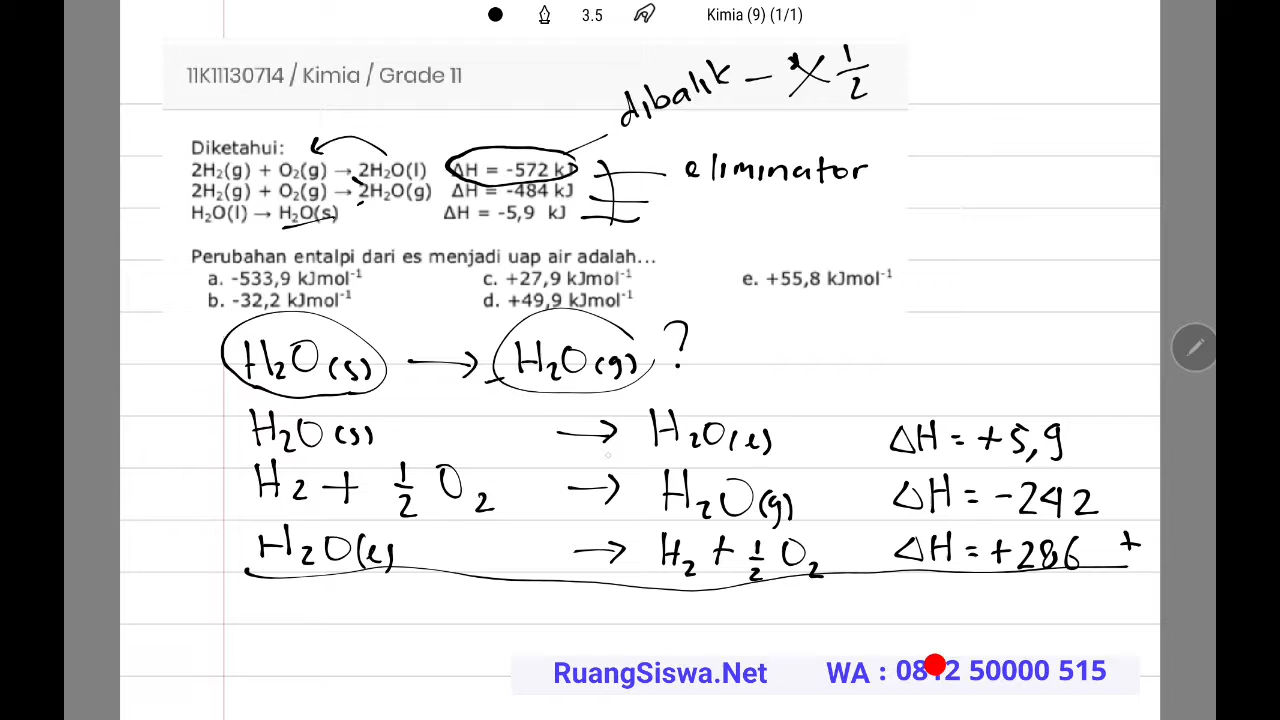 3.5 Kimia (9) (1/1)
11K11130714 / Kimia / Grade 11
dibalik - × 1/2
Diketahui:
2H₂(g) + O₂(g) → 2H₂O(l) ΔH = -572 kJ
eliminator
2H₂(g) + O₂(g) → 2H₂O(g) ΔH = -484 kJ
H₂O(l) → H₂O(s) ΔH = -5,9 kJ
Perubahan entalpi dari es menjadi uap air adalah...
a. -533,9 kJmol⁻¹ c. +27,9 kJmol⁻¹ e. +55,8 kJmol⁻¹
b. -32,2 kJmol⁻¹ d. +49,9 kJmol⁻¹
H₂O(s) → H₂O(g) ?
H₂O(s) → H₂O(l) ΔH = +5,9
H₂ + 1/2 O₂ → H₂O(g) ΔH = -242
H₂O(l) → H₂ + 1/2 O₂ ΔH = +286 +
RuangSiswa.Net WA : 0812 50000 515